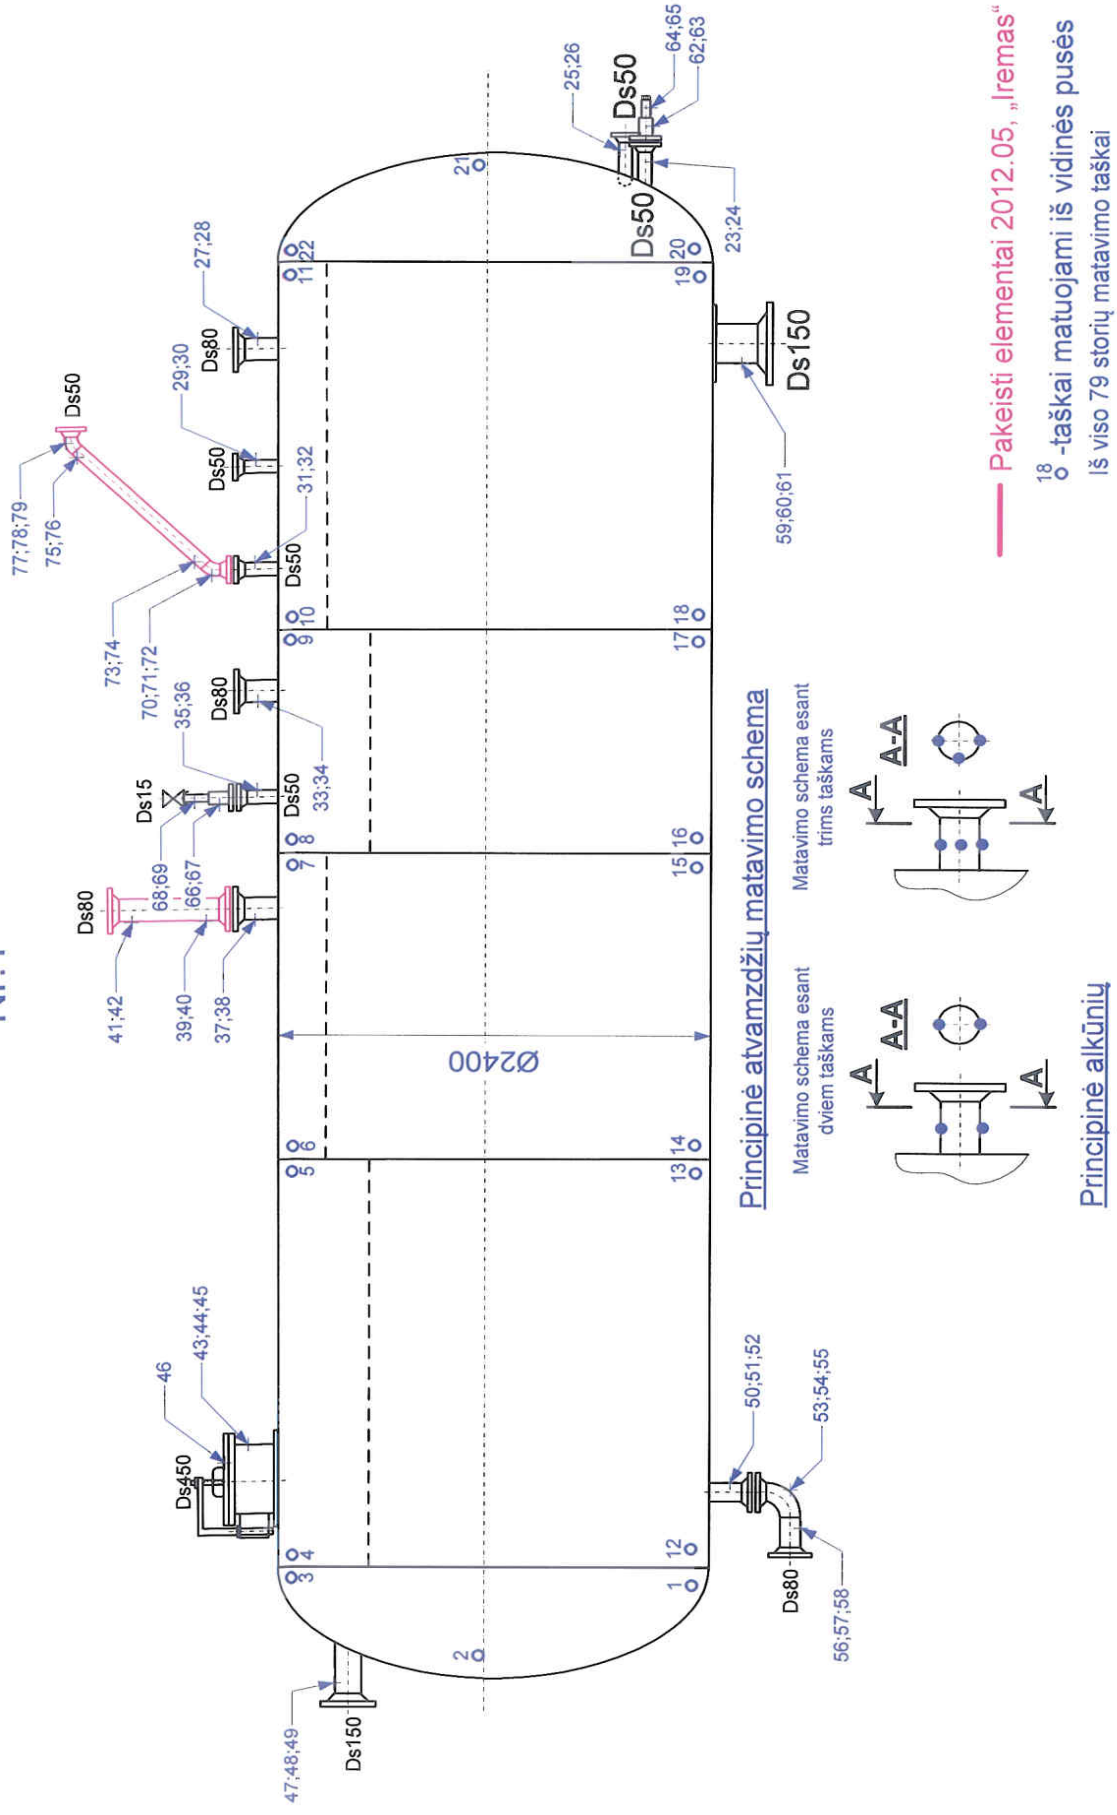 77;78;79
75;76
Ds50
73;74
70;71;72
27;28
Ds80
29;30
Ds50
31;32
Ds50
Ds15
68;69
66;67
35;36
Ds50
Ds80
33;34
Ds80
41;42
39;40
37;38
46
43;44;45
Ds450
47;48;49
Ds150
3
4
5
6
7
8
9
10
11
22
21
2
1
12
13
14
15
16
17
18
19
20
Ø2400
25;26
Ds50
64;65
62;63
Ds50
23;24
50;51;52
53;54;55
Ds80
56;57;58
Ds150
59;60;61
Principinė atvamzdžių matavimo schema
Matavimo schema esant
dviem taškams
A
A-A
A
Matavimo schema esant
trims taškams
A
A-A
A
Principinė alkūnių
Pakeisti elementai 2012.05, „Iremas“
18
-taškai matuojami iš vidinės pusės
Iš viso 79 storių matavimo taškai